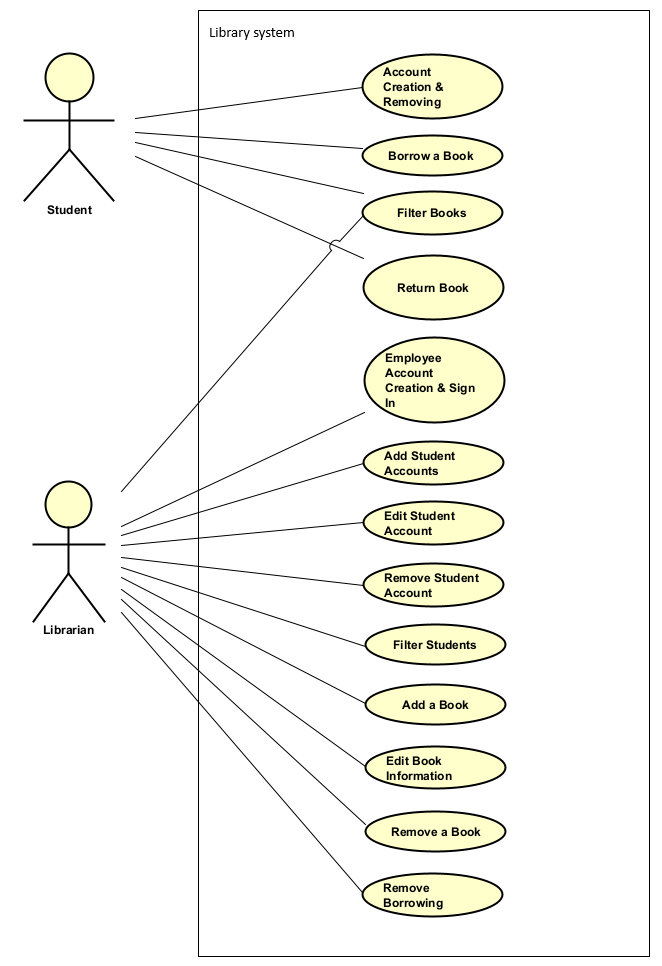 Library system
Account
Creation &
Removing
Borrow a Book
Student
Filter Books
Return Book
Employee
Account
Creation & Sign
In
Add Student
Accounts
Edit Student
Account
Remove Student
Account
Librarian
Filter Students
Add a Book
Edit Book
Information
Remove a Book
Remove
Borrowing